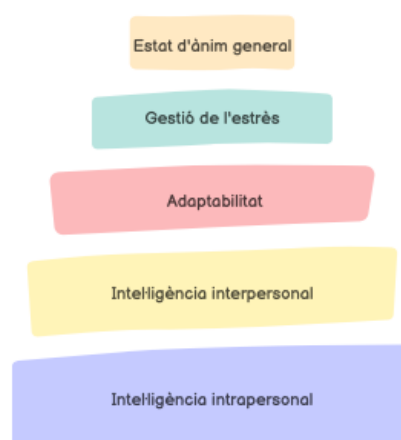 Estat d'ànim general
Gestió de l'estrès
Adaptabilitat
Intel·ligència interpersonal
Intel·ligència intrapersonal